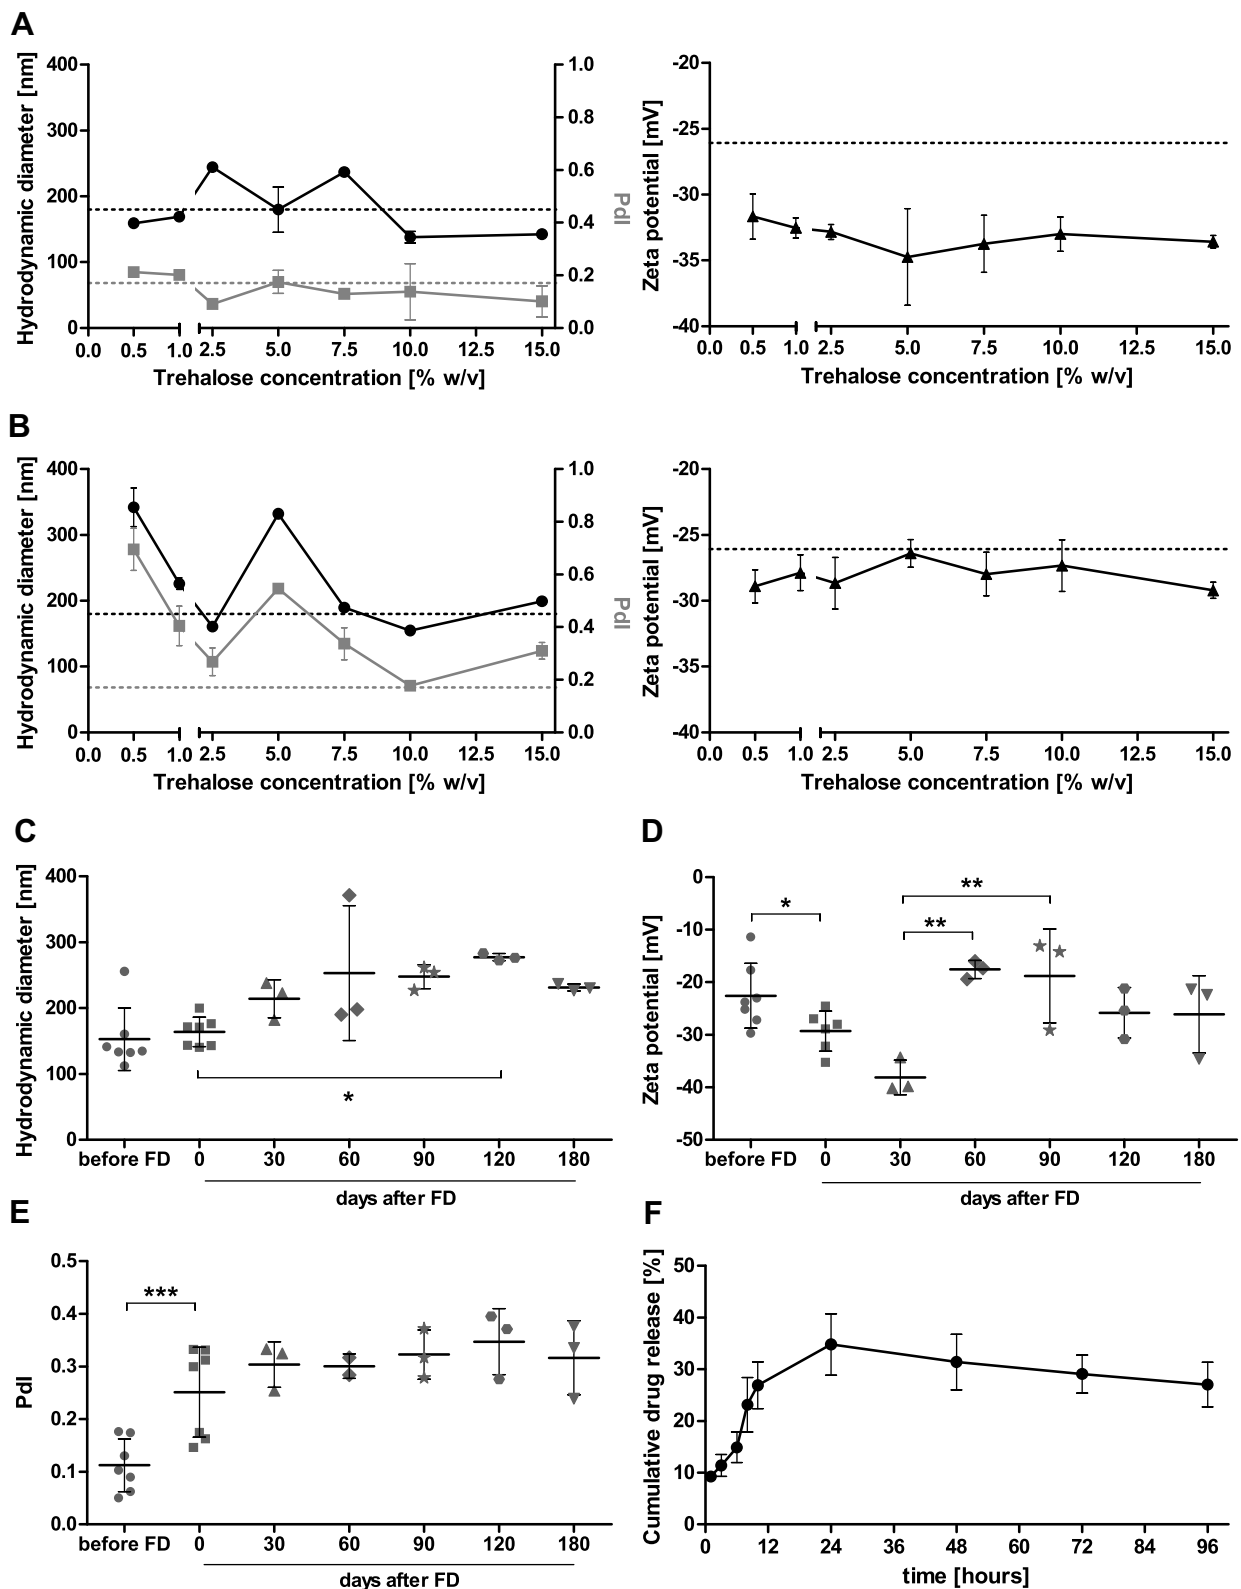 A
Hydrodynamic diameter [nm]
400
300
200
100
0
1.0
0.8
0.6
0.4
0.2
0.0
PdI
0.0 0.5 1.0 2.5 5.0 7.5 10.0 12.5 15.0
Trehalose concentration [% w/v]
Zeta potential [mV]
-20
-25
-30
-35
-40
0.0 0.5 1.0 2.5 5.0 7.5 10.0 12.5 15.0
Trehalose concentration [% w/v]
B
Hydrodynamic diameter [nm]
400
300
200
100
0
1.0
0.8
0.6
0.4
0.2
0.0
PdI
0.0 0.5 1.0 2.5 5.0 7.5 10.0 12.5 15.0
Trehalose concentration [% w/v]
Zeta potential [mV]
-20
-25
-30
-35
-40
0.0 0.5 1.0 2.5 5.0 7.5 10.0 12.5 15.0
Trehalose concentration [% w/v]
C
Hydrodynamic diameter [nm]
400
300
200
100
0
*
before FD 0 30 60 90 120 180
days after FD
D
Zeta potential [mV]
0
-10
-20
-30
-40
-50
*
**
**
before FD 0 30 60 90 120 180
days after FD
E
PdI
0.5
0.4
0.3
0.2
0.1
0.0
***
before FD 0 30 60 90 120 180
days after FD
F
Cumulative drug release [%]
50
40
30
20
10
0
0 12 24 36 48 60 72 84 96
time [hours]